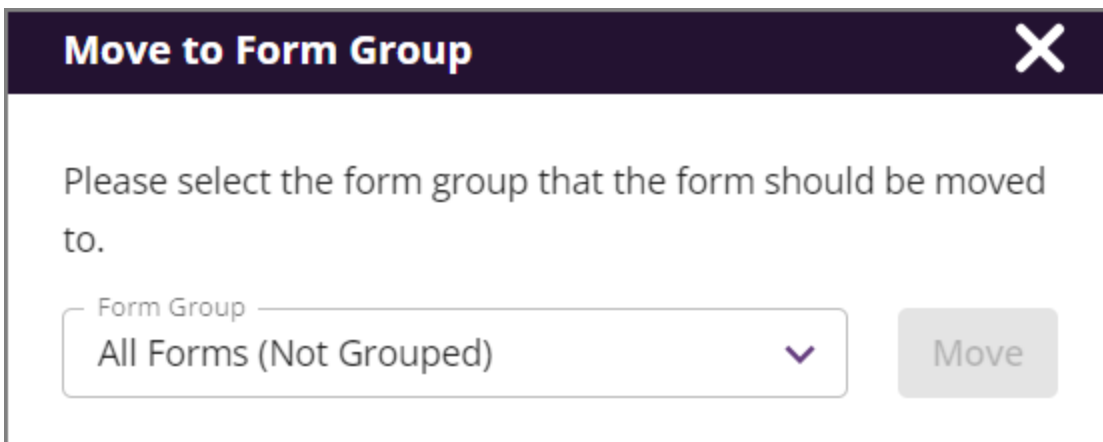 Move to Form Group
Please select the form group that the form should be moved
to.
Form Group
All Forms (Not Grouped)
Move